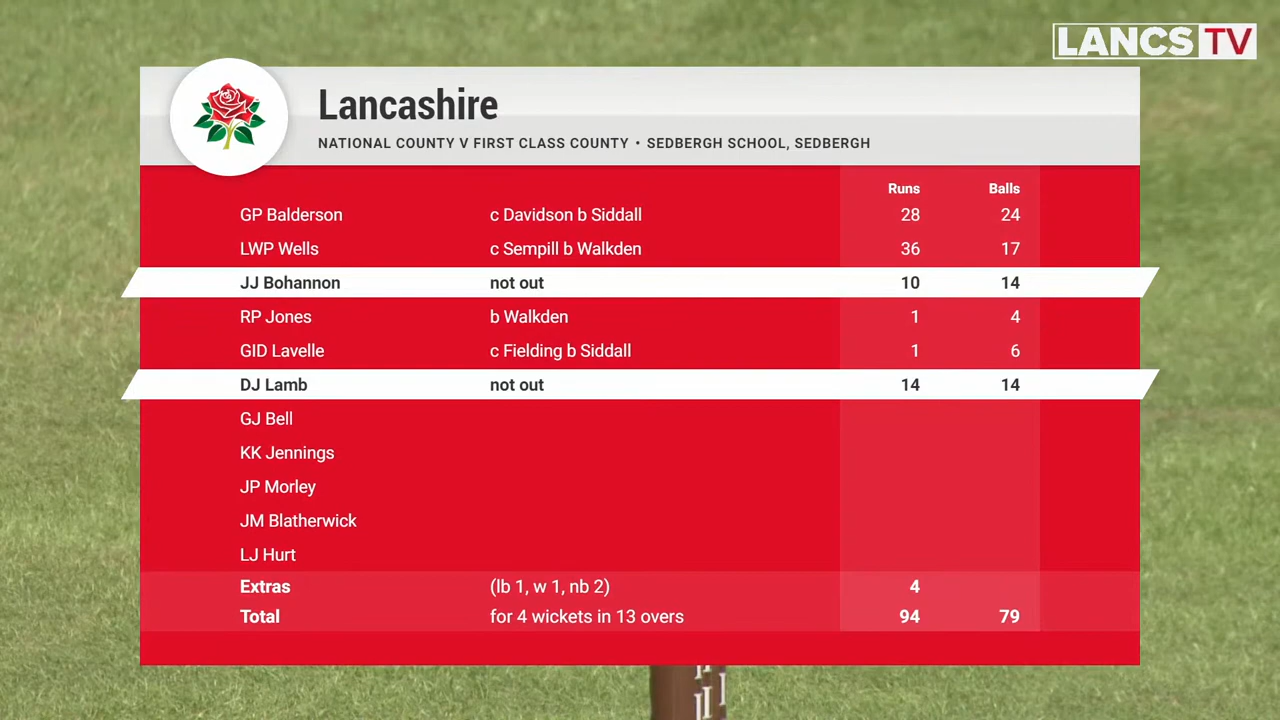 LANCS TV
Lancashire
NATIONAL COUNTY V FIRST CLASS COUNTY • SEDBERGH SCHOOL, SEDBERGH
Runs Balls
GP Balderson c Davidson b Siddall 28 24
LWP Wells c Sempill b Walkden 36 17
JJ Bohannon not out 10 14
RP Jones b Walkden 1 4
GID Lavelle c Fielding b Siddall 1 6
DJ Lamb not out 14 14
GJ Bell
KK Jennings
JP Morley
JM Blatherwick
LJ Hurt
Extras (lb 1, w 1, nb 2) 4
Total for 4 wickets in 13 overs 94 79